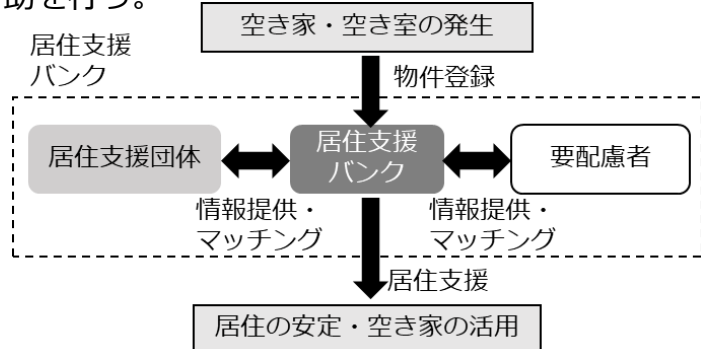 助を行う。
空き家・空き室の発生
居住支援
バンク
物件登録
居住支援団体
居住支援
バンク
要配慮者
情報提供・
マッチング
情報提供・
マッチング
居住支援
居住の安定・空き家の活用